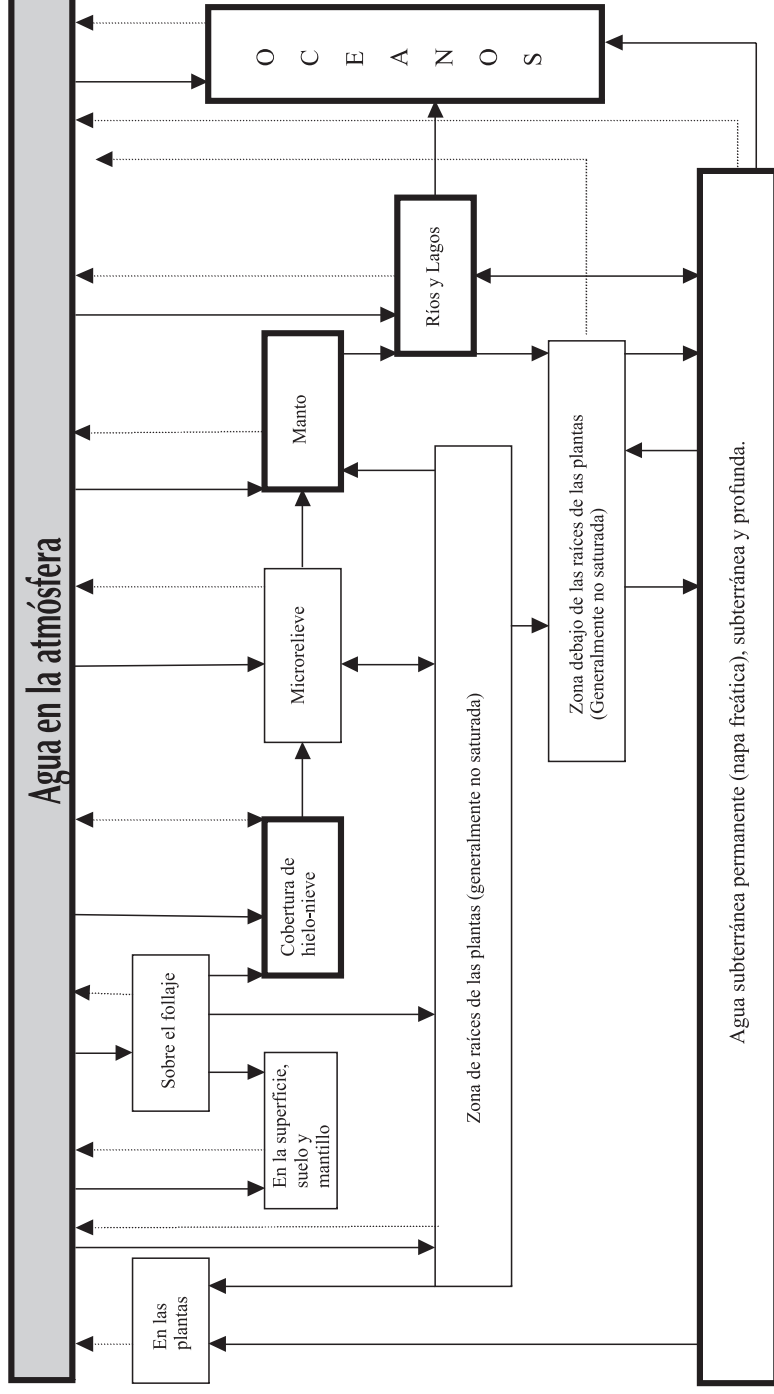 Agua en la atmósfera
En las
plantas
Sobre el follaje
En la superficie,
suelo y
mantillo
Cobertura de
hielo-nieve
Microrelieve
Manto
Ríos y Lagos
O C E A N O S
Zona de raíces de las plantas (generalmente no saturada)
Zona debajo de las raíces de las plantas
(Generalmente no saturada)
Agua subterránea permanente (napa freática), subterránea y profunda.